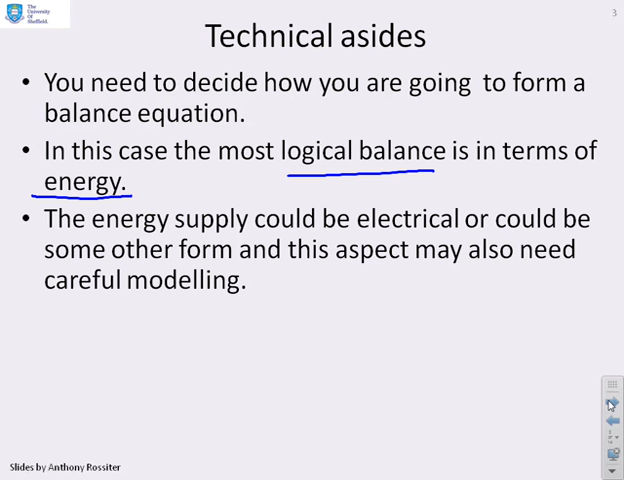 The
University
Of
Sheffield.
3
Technical asides
• You need to decide how you are going to form a
balance equation.
• In this case the most logical balance is in terms of
energy.
• The energy supply could be electrical or could be
some other form and this aspect may also need
careful modelling.
Slides by Anthony Rossiter